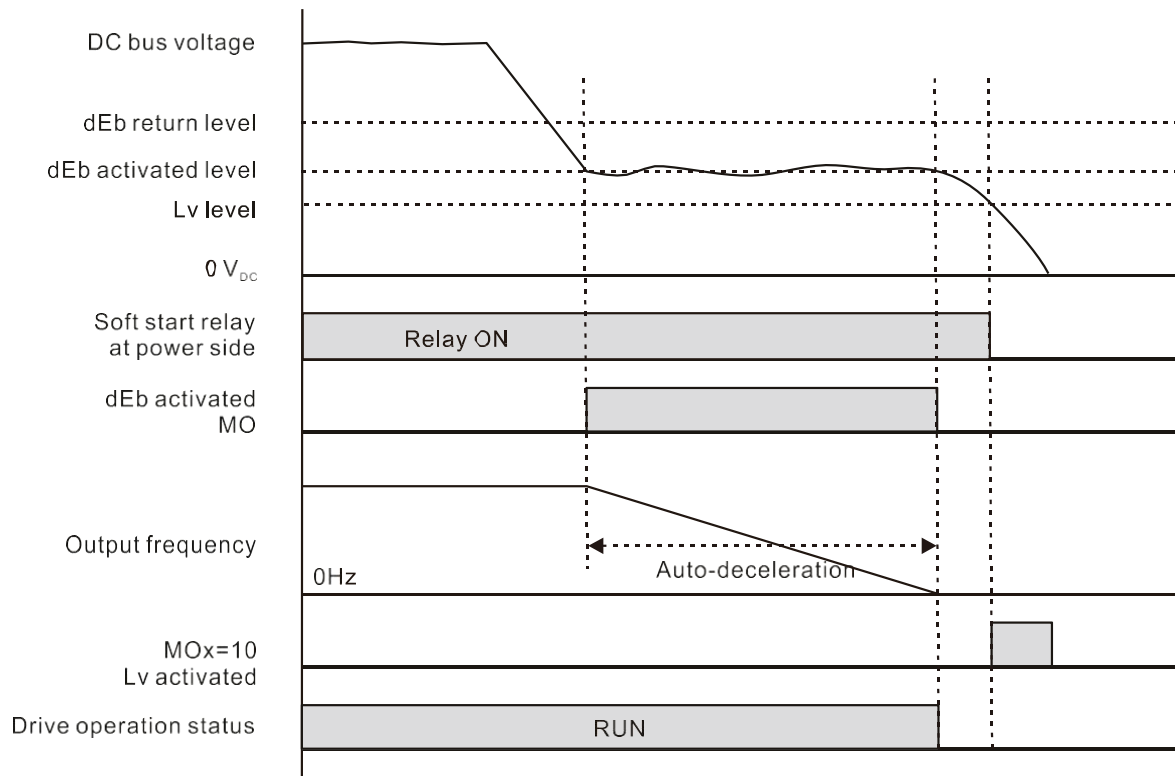 DC bus voltage
dEb return level
dEb activated level
Lv level
0 VDC
Soft start relay
at power side
Relay ON
dEb activated
MO
Output frequency
0Hz
Auto-deceleration
MOx=10
Lv activated
Drive operation status
RUN